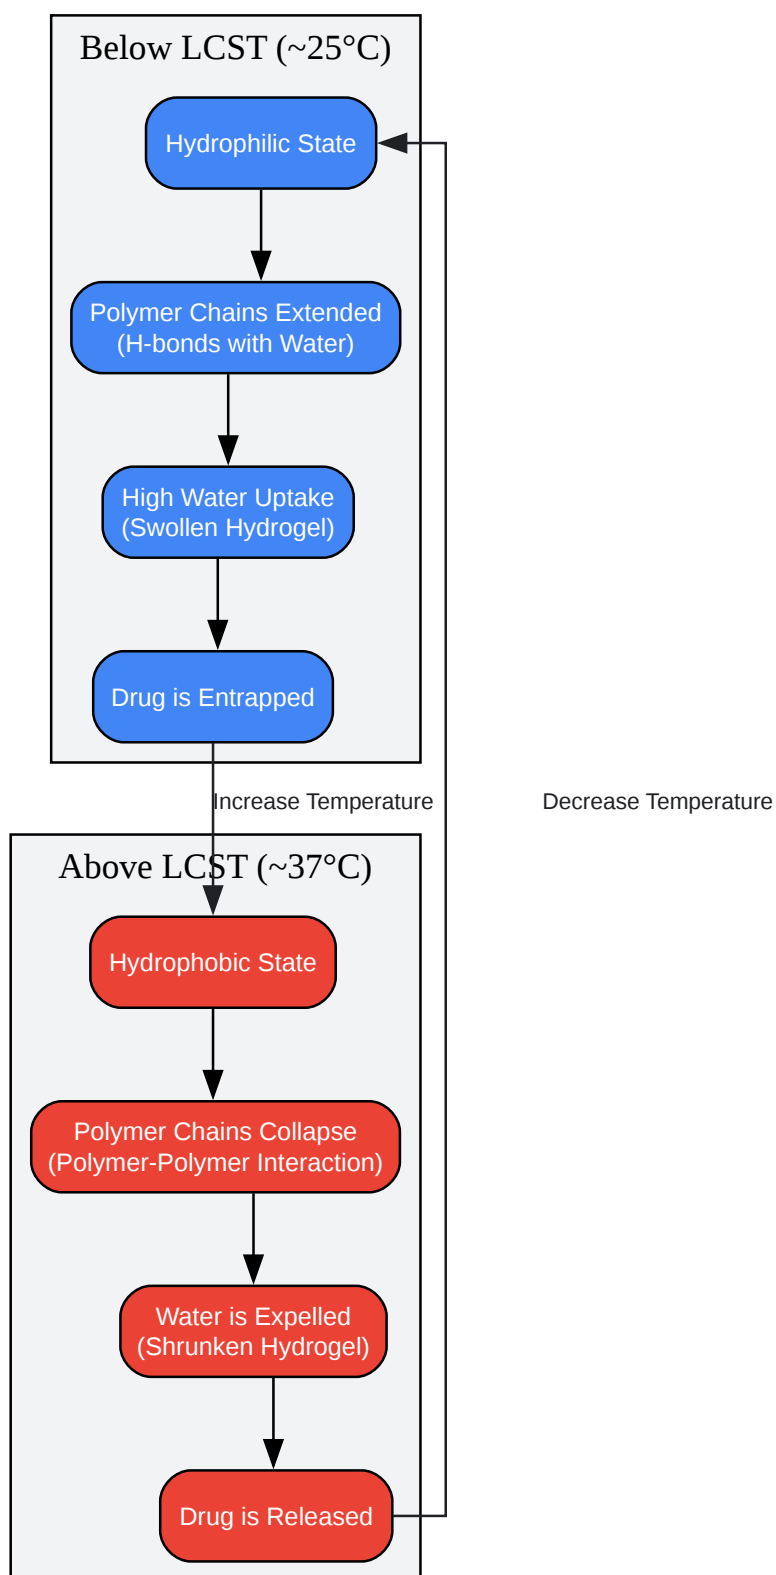 Below LCST (~25°C)
Hydrophilic State
Polymer Chains Extended
(H-bonds with Water)
High Water Uptake
(Swollen Hydrogel)
Drug is Entrapped
Increase Temperature
Decrease Temperature
Above LCST (~37°C)
Hydrophobic State
Polymer Chains Collapse
(Polymer-Polymer Interaction)
Water is Expelled
(Shrunken Hydrogel)
Drug is Released